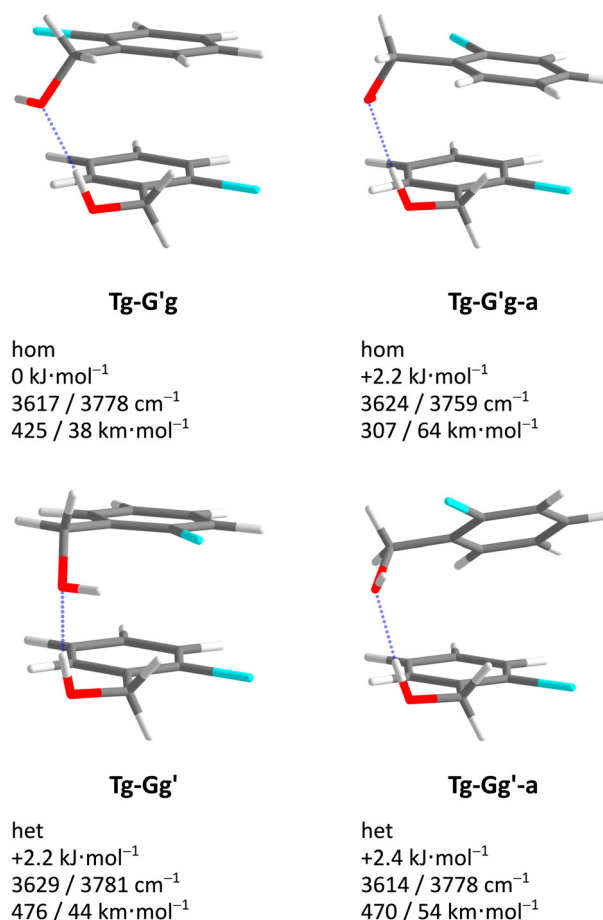 Tg-G'g
hom
0 kJ·mol⁻¹
3617 / 3778 cm⁻¹
425 / 38 km·mol⁻¹
Tg-G'g-a
hom
+2.2 kJ·mol⁻¹
3624 / 3759 cm⁻¹
307 / 64 km·mol⁻¹
Tg-Gg'
het
+2.2 kJ·mol⁻¹
3629 / 3781 cm⁻¹
476 / 44 km·mol⁻¹
Tg-Gg'-a
het
+2.4 kJ·mol⁻¹
3614 / 3778 cm⁻¹
470 / 54 km·mol⁻¹